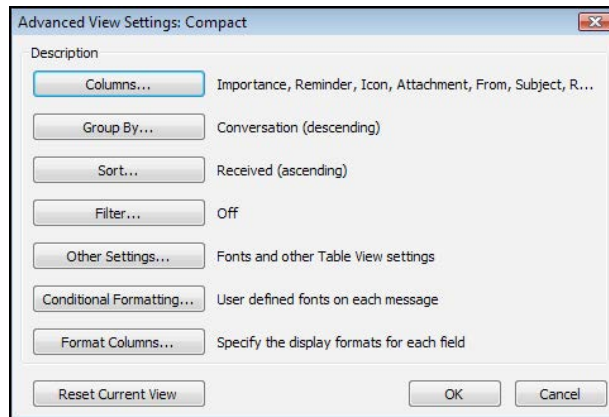 Advanced View Settings: Compact
Description
Columns... Importance, Reminder, Icon, Attachment, From, Subject, R...
Group By... Conversation (descending)
Sort... Received (ascending)
Filter... Off
Other Settings... Fonts and other Table View settings
Conditional Formatting... User defined fonts on each message
Format Columns... Specify the display formats for each field
Reset Current View OK Cancel